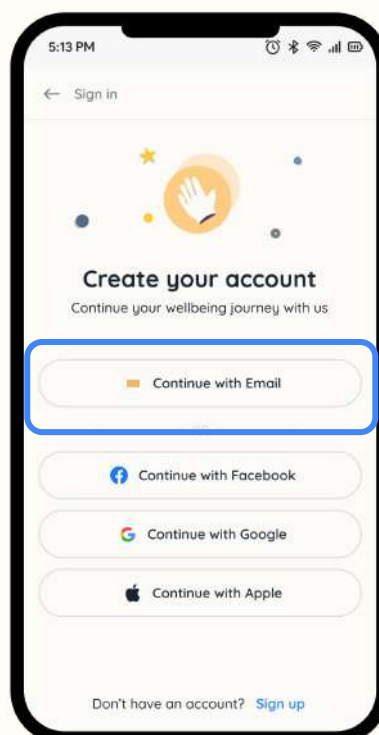 5:13 PM
Sign in
Create your account
Continue your wellbeing journey with us
Continue with Email
Continue with Facebook
Continue with Google
Continue with Apple
Don't have an account? Sign up